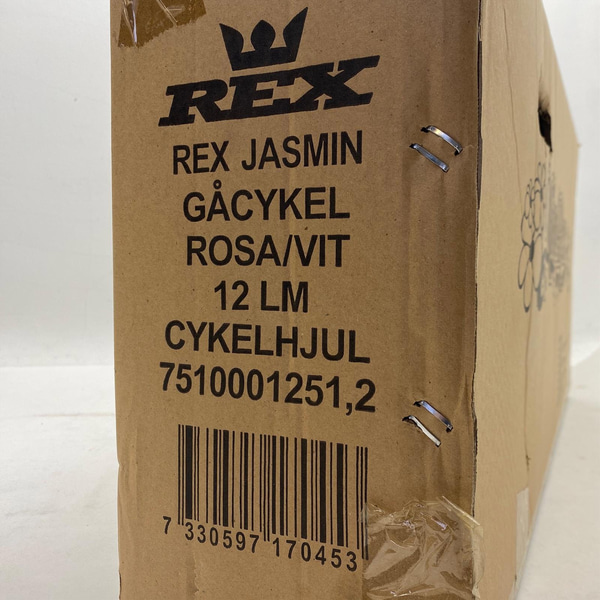 REX
REX JASMIN
GÅCYKEL
ROSA/VIT
12 LM
CYKELHJUL
7510001251,2
7 330597 170453